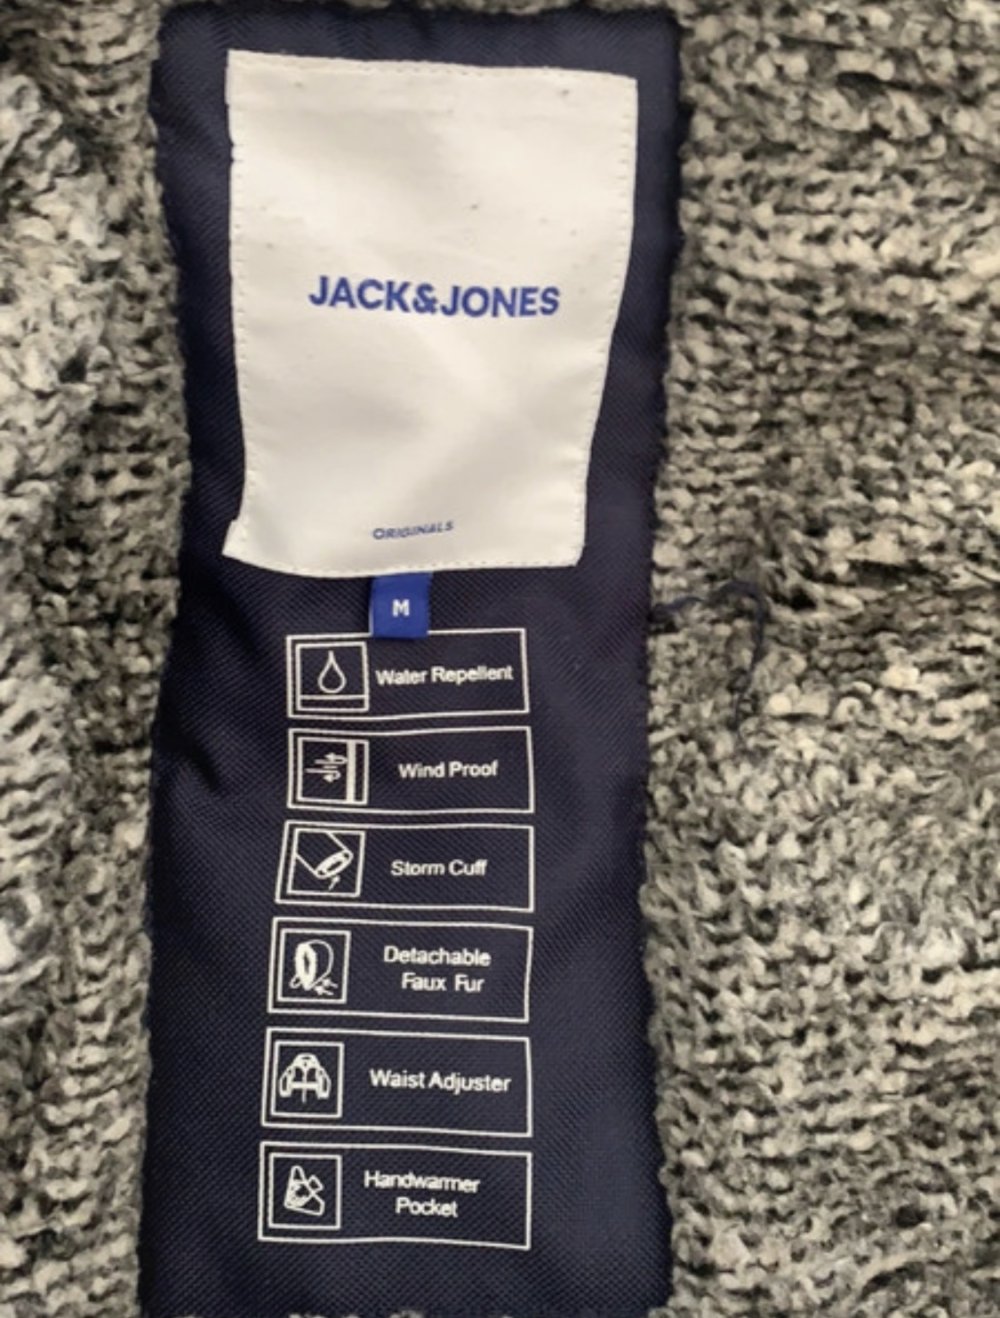 JACK&JONES
ORIGINALS
M
Water Repellent
Wind Proof
Storm Cuff
Detachable
Faux Fur
Waist Adjuster
Handwarmer
Pocket